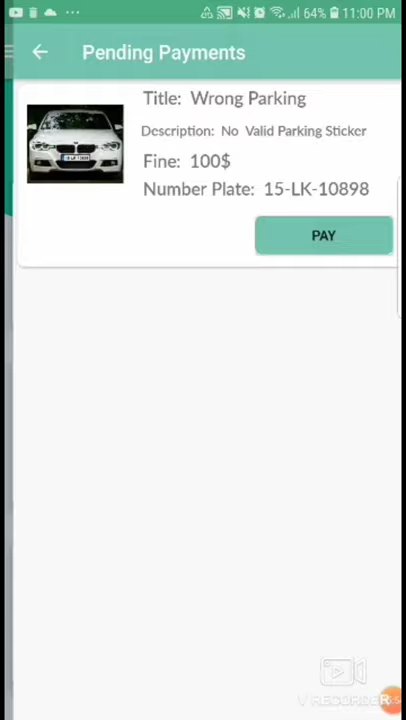 64% 11:00 PM
Pending Payments
Title: Wrong Parking
Description: No Valid Parking Sticker
Fine: 100$
Number Plate: 15-LK-10898
PAY
V RECORDER